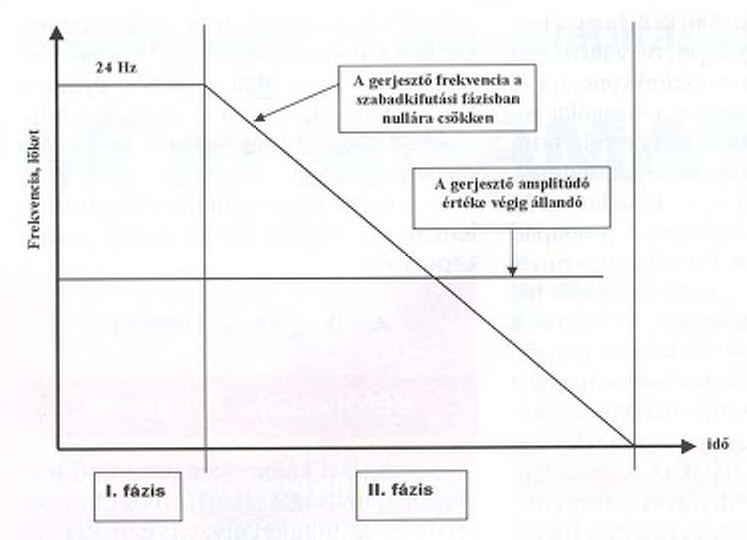 24 Hz
A gerjesztő frekvencia a
szabadkifutási fázisban
nullára csökken
A gerjesztő amplitúdó
értéke végig állandó
Frekvencia, löket
idő
I. fázis
II. fázis